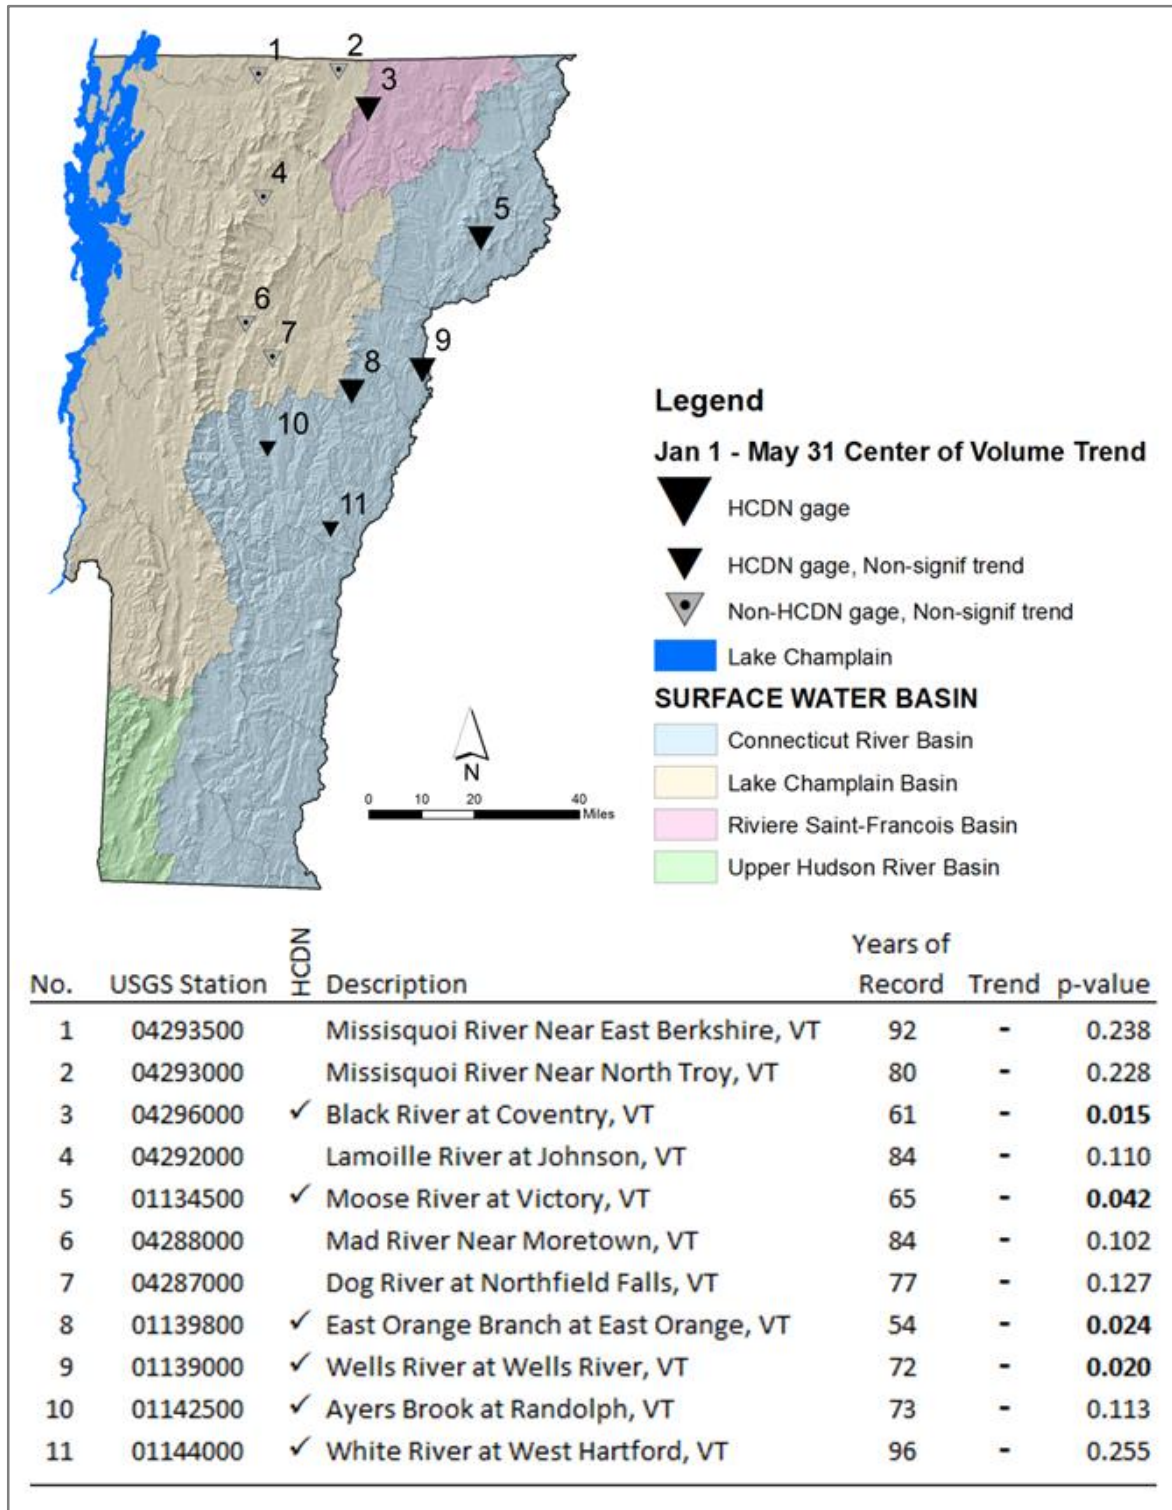 1
2
3
4
5
6
7
8
9
10
11
N
0 10 20 40
Miles
Legend
Jan 1 - May 31 Center of Volume Trend
HCDN gage
HCDN gage, Non-signif trend
Non-HCDN gage, Non-signif trend
Lake Champlain
SURFACE WATER BASIN
Connecticut River Basin
Lake Champlain Basin
Riviere Saint-Francois Basin
Upper Hudson River Basin
No. USGS Station HCDN Description Years of Record Trend p-value
1 04293500 Missisquoi River Near East Berkshire, VT 92 - 0.238
2 04293000 Missisquoi River Near North Troy, VT 80 - 0.228
3 04296000 ✓ Black River at Coventry, VT 61 - 0.015
4 04292000 Lamoille River at Johnson, VT 84 - 0.110
5 01134500 ✓ Moose River at Victory, VT 65 - 0.042
6 04288000 Mad River Near Moretown, VT 84 - 0.102
7 04287000 Dog River at Northfield Falls, VT 77 - 0.127
8 01139800 ✓ East Orange Branch at East Orange, VT 54 - 0.024
9 01139000 ✓ Wells River at Wells River, VT 72 - 0.020
10 01142500 ✓ Ayers Brook at Randolph, VT 73 - 0.113
11 01144000 ✓ White River at West Hartford, VT 96 - 0.255